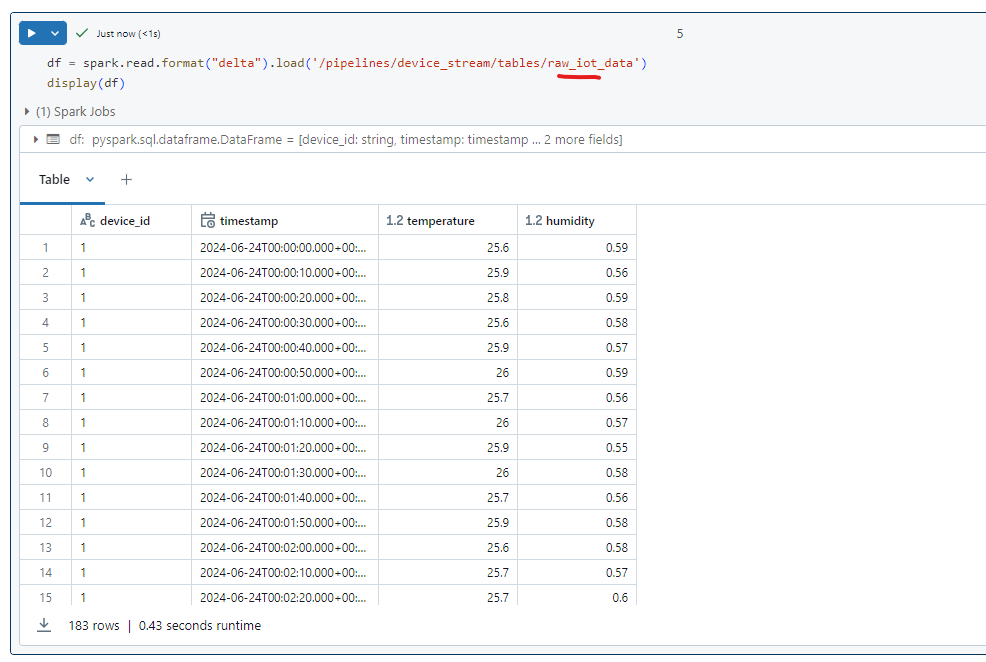 Just now (<1s)
5
df = spark.read.format("delta").load('/pipelines/device_stream/tables/raw_iot_data')
display(df)
(1) Spark Jobs
df: pyspark.sql.dataframe.DataFrame = [device_id: string, timestamp: timestamp ... 2 more fields]
Table +
ABC device_id timestamp 1.2 temperature 1.2 humidity
1 1 2024-06-24T00:00:00.000+00:... 25.6 0.59
2 1 2024-06-24T00:00:10.000+00:... 25.9 0.56
3 1 2024-06-24T00:00:20.000+00:... 25.8 0.59
4 1 2024-06-24T00:00:30.000+00:... 25.6 0.58
5 1 2024-06-24T00:00:40.000+00:... 25.9 0.57
6 1 2024-06-24T00:00:50.000+00:... 26 0.59
7 1 2024-06-24T00:01:00.000+00:... 25.7 0.56
8 1 2024-06-24T00:01:10.000+00:... 26 0.57
9 1 2024-06-24T00:01:20.000+00:... 25.9 0.55
10 1 2024-06-24T00:01:30.000+00:... 26 0.58
11 1 2024-06-24T00:01:40.000+00:... 25.7 0.56
12 1 2024-06-24T00:01:50.000+00:... 25.9 0.58
13 1 2024-06-24T00:02:00.000+00:... 25.6 0.58
14 1 2024-06-24T00:02:10.000+00:... 25.7 0.57
15 1 2024-06-24T00:02:20.000+00:... 25.7 0.6
183 rows | 0.43 seconds runtime